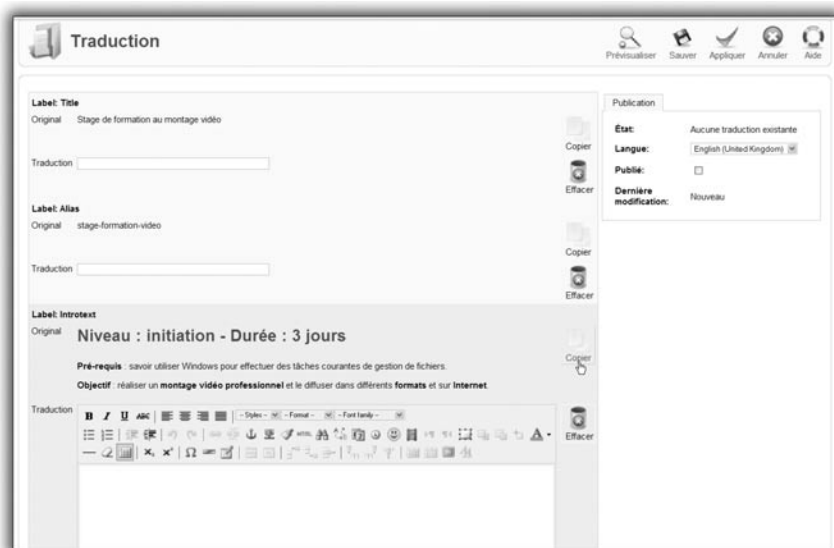 Traduction
Prévisualiser Sauver Appliquer Annuler Aide
Label: Title
Original Stage de formation au montage vidéo
Copier
Traduction
Effacer
Label: Alias
Original stage-formation-video
Copier
Traduction
Effacer
Label: Introtext
Original Niveau : initiation - Durée : 3 jours
Copier
Pré-requis : savoir utiliser Windows pour effectuer des tâches courantes de gestion de fichiers.
Objectif : réaliser un montage vidéo professionnel et le diffuser dans différents formats et sur Internet.
Traduction
B I U ABC - Styles - - Format - - Font family -
HTML
A
Effacer
Publication
État: Aucune traduction existante
Langue: English (United Kingdom)
Publié:
Dernière
modification: Nouveau